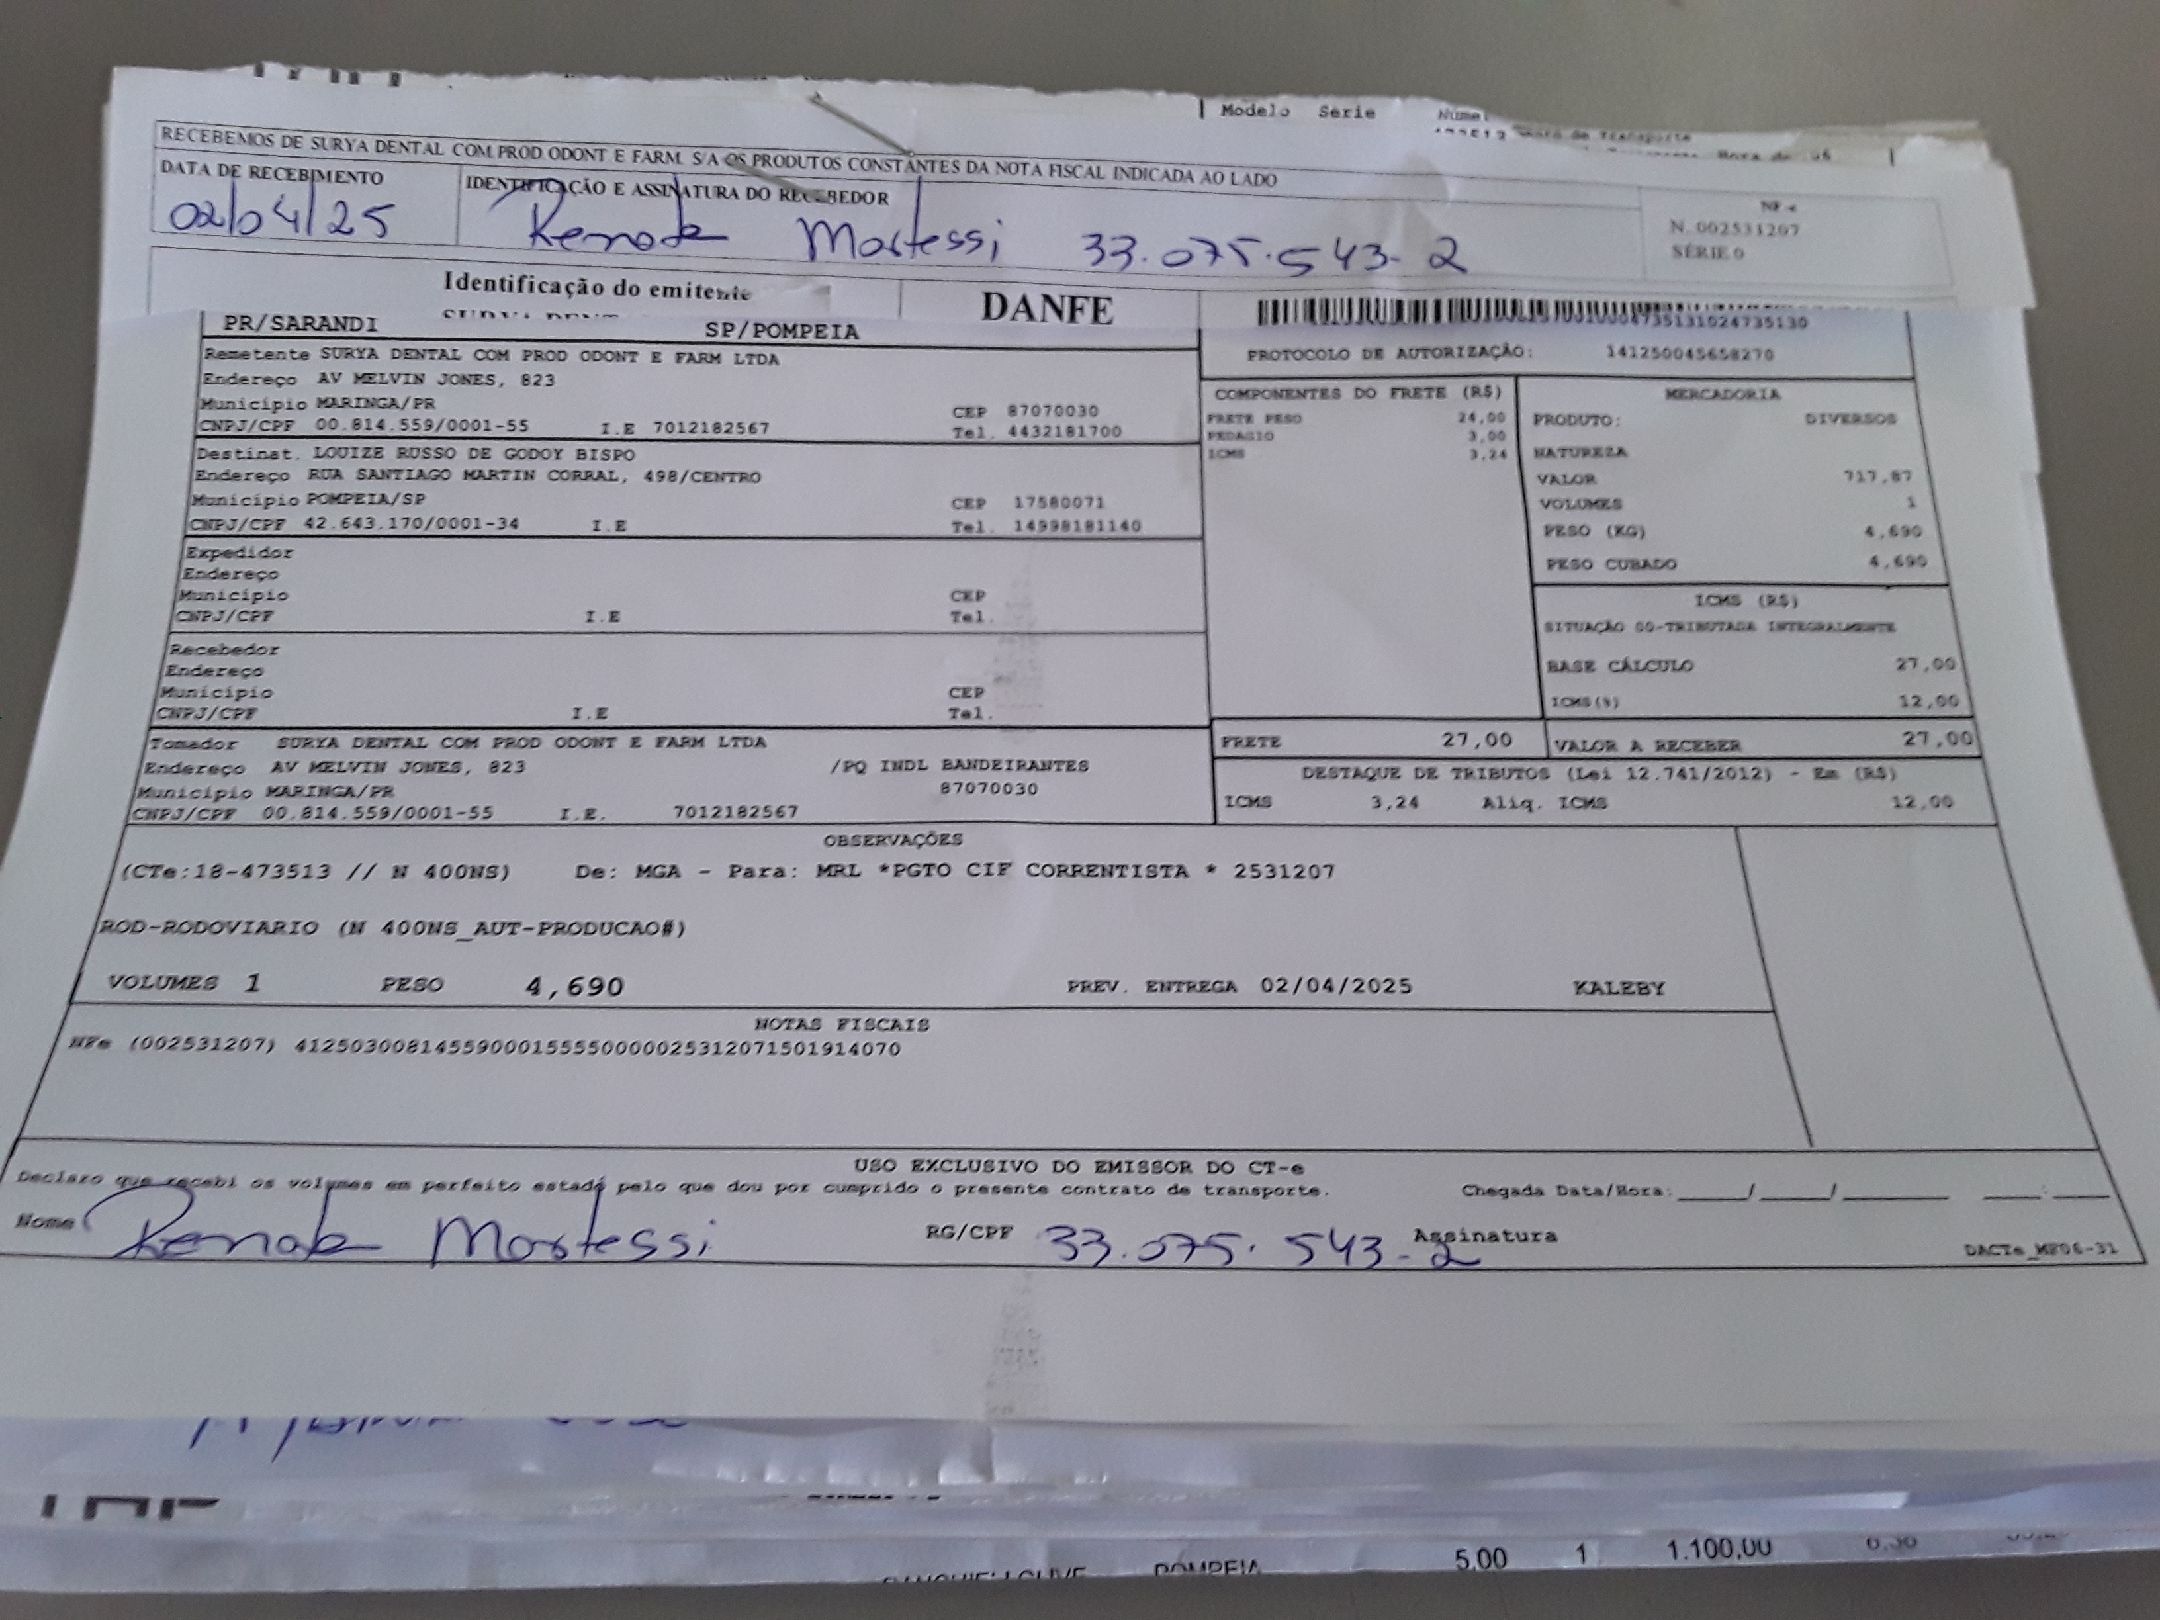 Modelo Serie
RECEBEMOS DE SURYA DENTAL COM PROD ODONT E FARM. S/A OS PRODUTOS CONSTANTES DA NOTA FISCAL INDICADA AO LADO
DATA DE RECEBIMENTO IDENTIFICAÇÃO E ASSINATURA DO RECEBEDOR NF-e
02/04/25 Renata Mortessi 33.075.543-2 N. 002531207
SÉRIE 0
Identificação do emitente DANFE
PR/SARANDI SP/POMPEIA
Remetente SURYA DENTAL COM PROD ODONT E FARM LTDA
Endereço AV MELVIN JONES, 823
Município MARINGA/PR CEP 87070030
CNPJ/CPF 00.814.559/0001-55 I.E 7012182567 Tel. 4432181700
Destinat. LOUIZE RUSSO DE GODOY BISPO
Endereço RUA SANTIAGO MARTIN CORRAL, 498/CENTRO
Município POMPEIA/SP CEP 17580071
CNPJ/CPF 42.643.170/0001-34 I.E Tel. 14998181140
Expedidor
Endereço
Município CEP
CNPJ/CPF I.E Tel.
Recebedor
Endereço
Município CEP
CNPJ/CPF I.E Tel.
Tomador SURYA DENTAL COM PROD ODONT E FARM LTDA
Endereço AV MELVIN JONES, 823 /PQ INDL BANDEIRANTES
Município MARINGA/PR 87070030
CNPJ/CPF 00.814.559/0001-55 I.E. 7012182567
PROTOCOLO DE AUTORIZAÇÃO: 141250045658270
COMPONENTES DO FRETE (R$)
FRETE PESO 24,00
PEDAGIO 3,00
ICMS 3,24
MERCADORIA
PRODUTO: DIVERSOS
NATUREZA
VALOR 717,87
VOLUMES 1
PESO (KG) 4,690
PESO CUBADO 4,690
ICMS (R$)
SITUAÇÃO 00-TRIBUTADA INTEGRALMENTE
BASE CÁLCULO 27,00
ICMS(%) 12,00
FRETE 27,00 VALOR A RECEBER 27,00
DESTAQUE DE TRIBUTOS (Lei 12.741/2012) - Em (R$)
ICMS 3,24 Aliq. ICMS 12,00
OBSERVAÇÕES
(CTe:18-473513 // N 400NS) De: MGA - Para: MRL *PGTO CIF CORRENTISTA * 2531207
ROD-RODOVIARIO (N 400NS_AUT-PRODUCAO#)
VOLUMES 1 PESO 4,690 PREV. ENTREGA 02/04/2025 KALEBY
NOTAS FISCAIS
NFe (002531207) 41250300814559000155550000025312071501914070
USO EXCLUSIVO DO EMISSOR DO CT-e
Declaro que recebi os volumes em perfeito estado pelo que dou por cumprido o presente contrato de transporte. Chegada Data/Hora: ____/____/______ ___:___
Nome Renata Mortessi RG/CPF 33.075.543-2 Assinatura
DACTe_MF06-31
POMPEIA 5,00 1 1.100,00